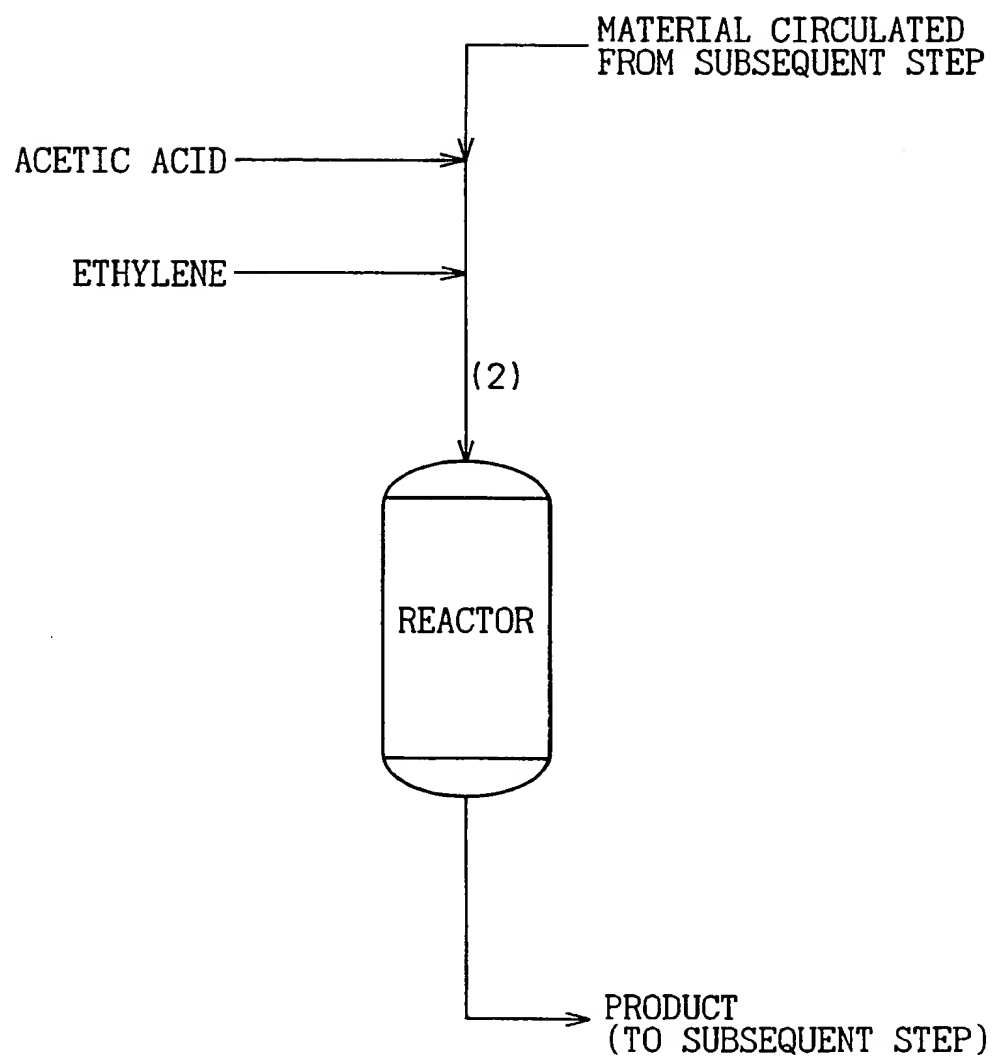 MATERIAL CIRCULATED
FROM SUBSEQUENT STEP
ACETIC ACID
ETHYLENE
(2)
REACTOR
PRODUCT
(TO SUBSEQUENT STEP)